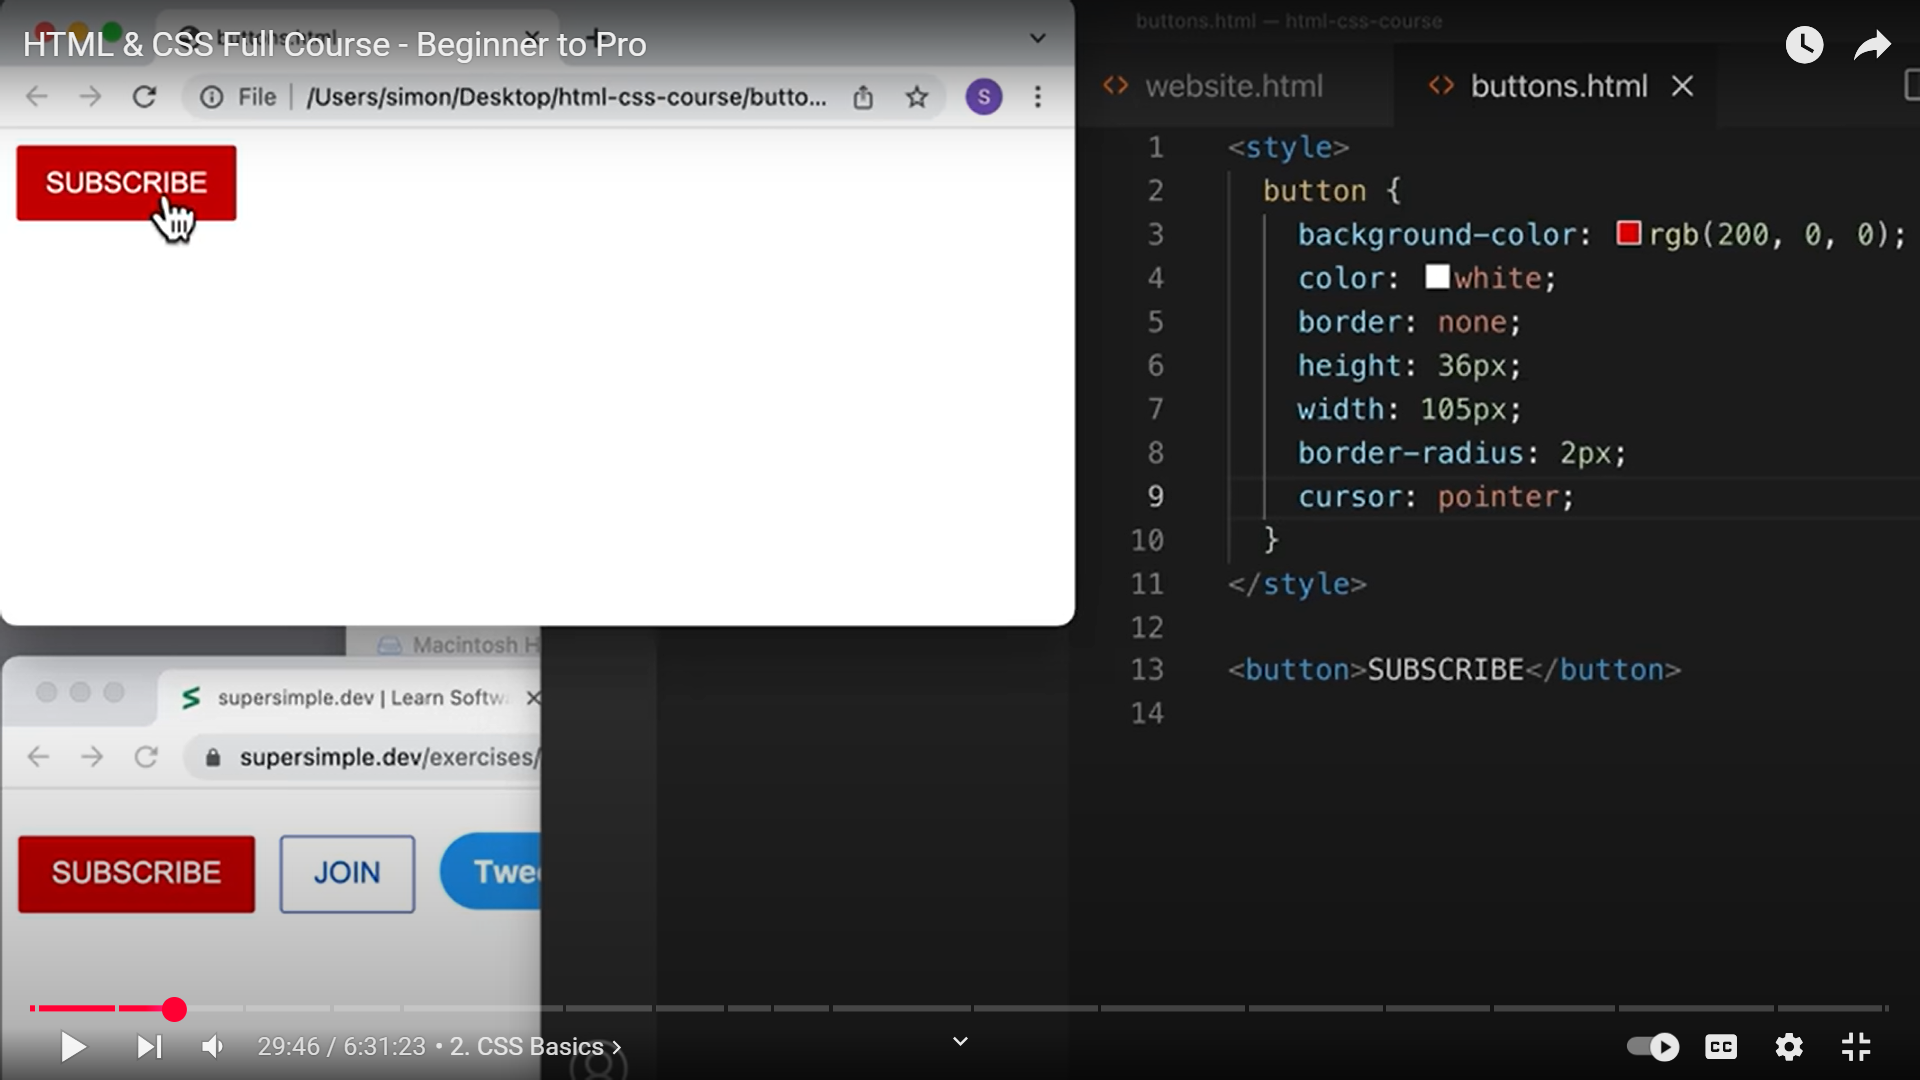 HTML & CSS Full Course - Beginner to Pro
File
/Users/simon/Desktop/html-css-course/butto...
S
SUBSCRIBE
Macintosh H
supersimple.dev | Learn Softw
supersimple.dev/exercises/
SUBSCRIBE
JOIN
Twe
buttons.html — html-css-course
website.html
buttons.html
1 <style>
2 button {
3 background-color: rgb(200, 0, 0);
4 color: white;
5 border: none;
6 height: 36px;
7 width: 105px;
8 border-radius: 2px;
9 cursor: pointer;
10 }
11 </style>
12
13 <button>SUBSCRIBE</button>
14
29:46 / 6:31:23 • 2. CSS Basics
CC